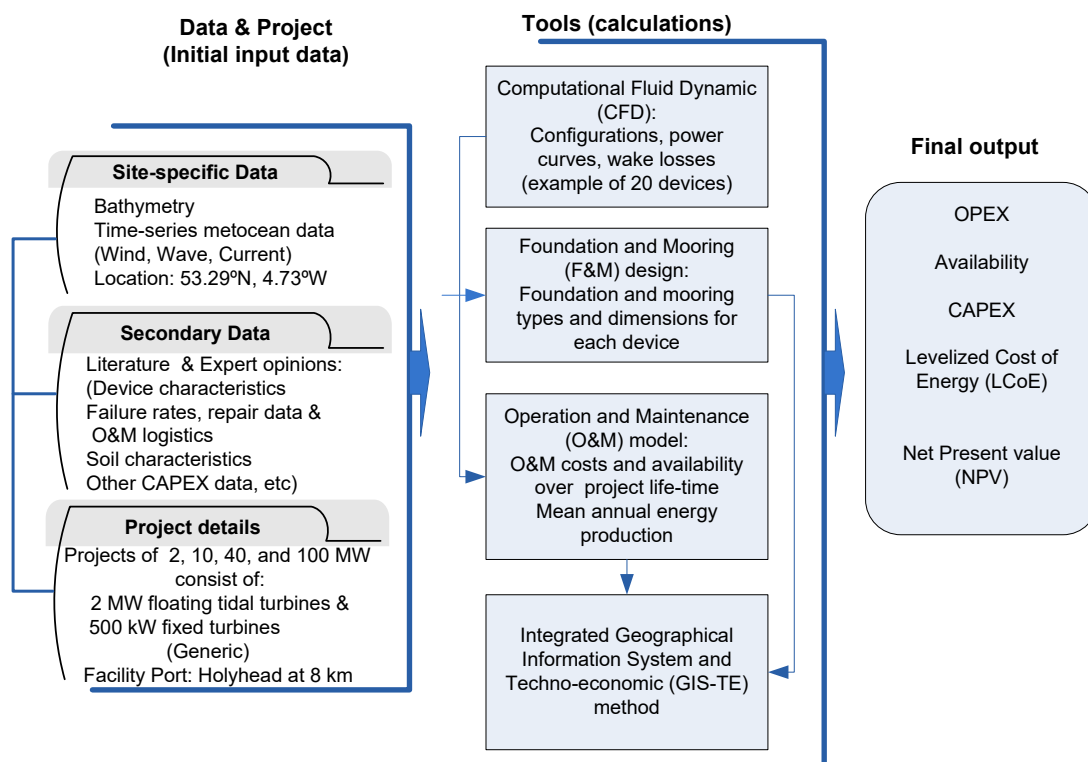 Data & Project
(Initial input data)
Site-specific Data
Bathymetry
Time-series metocean data
(Wind, Wave, Current)
Location: 53.29ºN, 4.73ºW
Secondary Data
Literature & Expert opinions:
(Device characteristics
Failure rates, repair data &
O&M logistics
Soil characteristics
Other CAPEX data, etc)
Project details
Projects of 2, 10, 40, and 100 MW
consist of:
2 MW floating tidal turbines &
500 kW fixed turbines
(Generic)
Facility Port: Holyhead at 8 km
Tools (calculations)
Computational Fluid Dynamic
(CFD):
Configurations, power
curves, wake losses
(example of 20 devices)
Foundation and Mooring
(F&M) design:
Foundation and mooring
types and dimensions for
each device
Operation and Maintenance
(O&M) model:
O&M costs and availability
over project life-time
Mean annual energy
production
Integrated Geographical
Information System and
Techno-economic (GIS-TE)
method
Final output
OPEX
Availability
CAPEX
Levelized Cost of
Energy (LCoE)
Net Present value
(NPV)